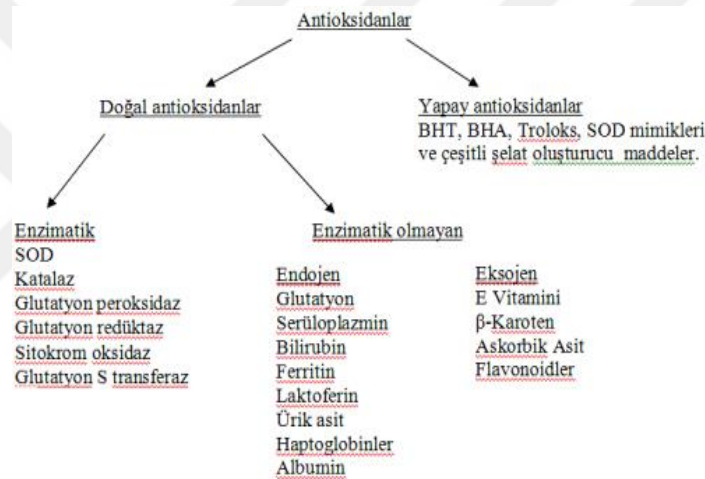 Antioksidanlar
Doğal antioksidanlar
Yapay antioksidanlar
BHT, BHA, Troloks, SOD mimikleri
ve çeşitli şelat oluşturucu maddeler.
Enzimatik
SOD
Katalaz
Glutatyon peroksidaz
Glutatyon redüktaz
Sitokrom oksidaz
Glutatyon S transferaz
Enzimatik olmayan
Endojen
Glutatyon
Serüloplazmin
Bilirubin
Ferritin
Laktoferin
Ürik asit
Haptoglobinler
Albumin
Eksojen
E Vitamini
β-Karoten
Askorbik Asit
Flavonoidler